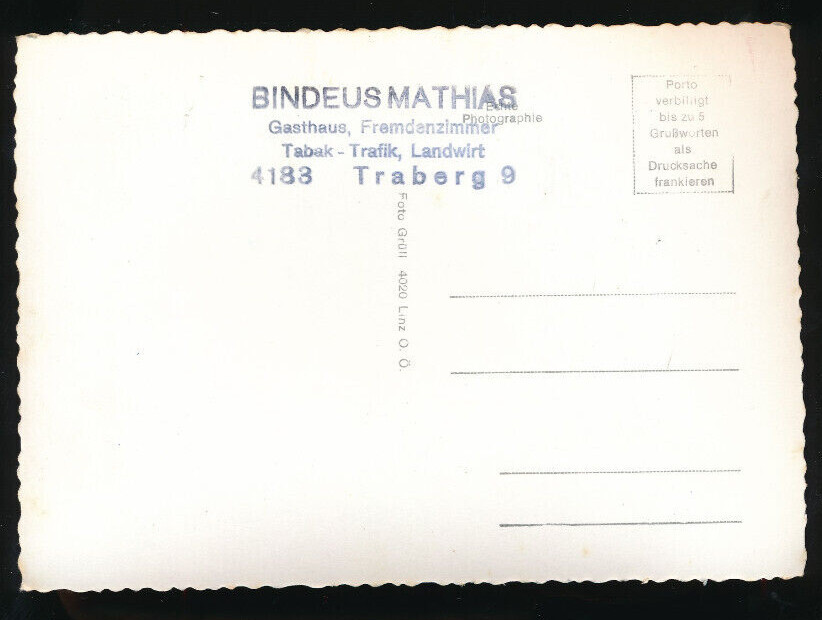 BINDEUS MATHIAS
Gasthaus, Fremdenzimmer
Tabak - Trafik, Landwirt
4183 Traberg 9
Echte
Photographie
Foto Grüll 4020 Linz O. Ö.
Porto
verbilligt
bis zu 5
Grußworten
als
Drucksache
frankieren